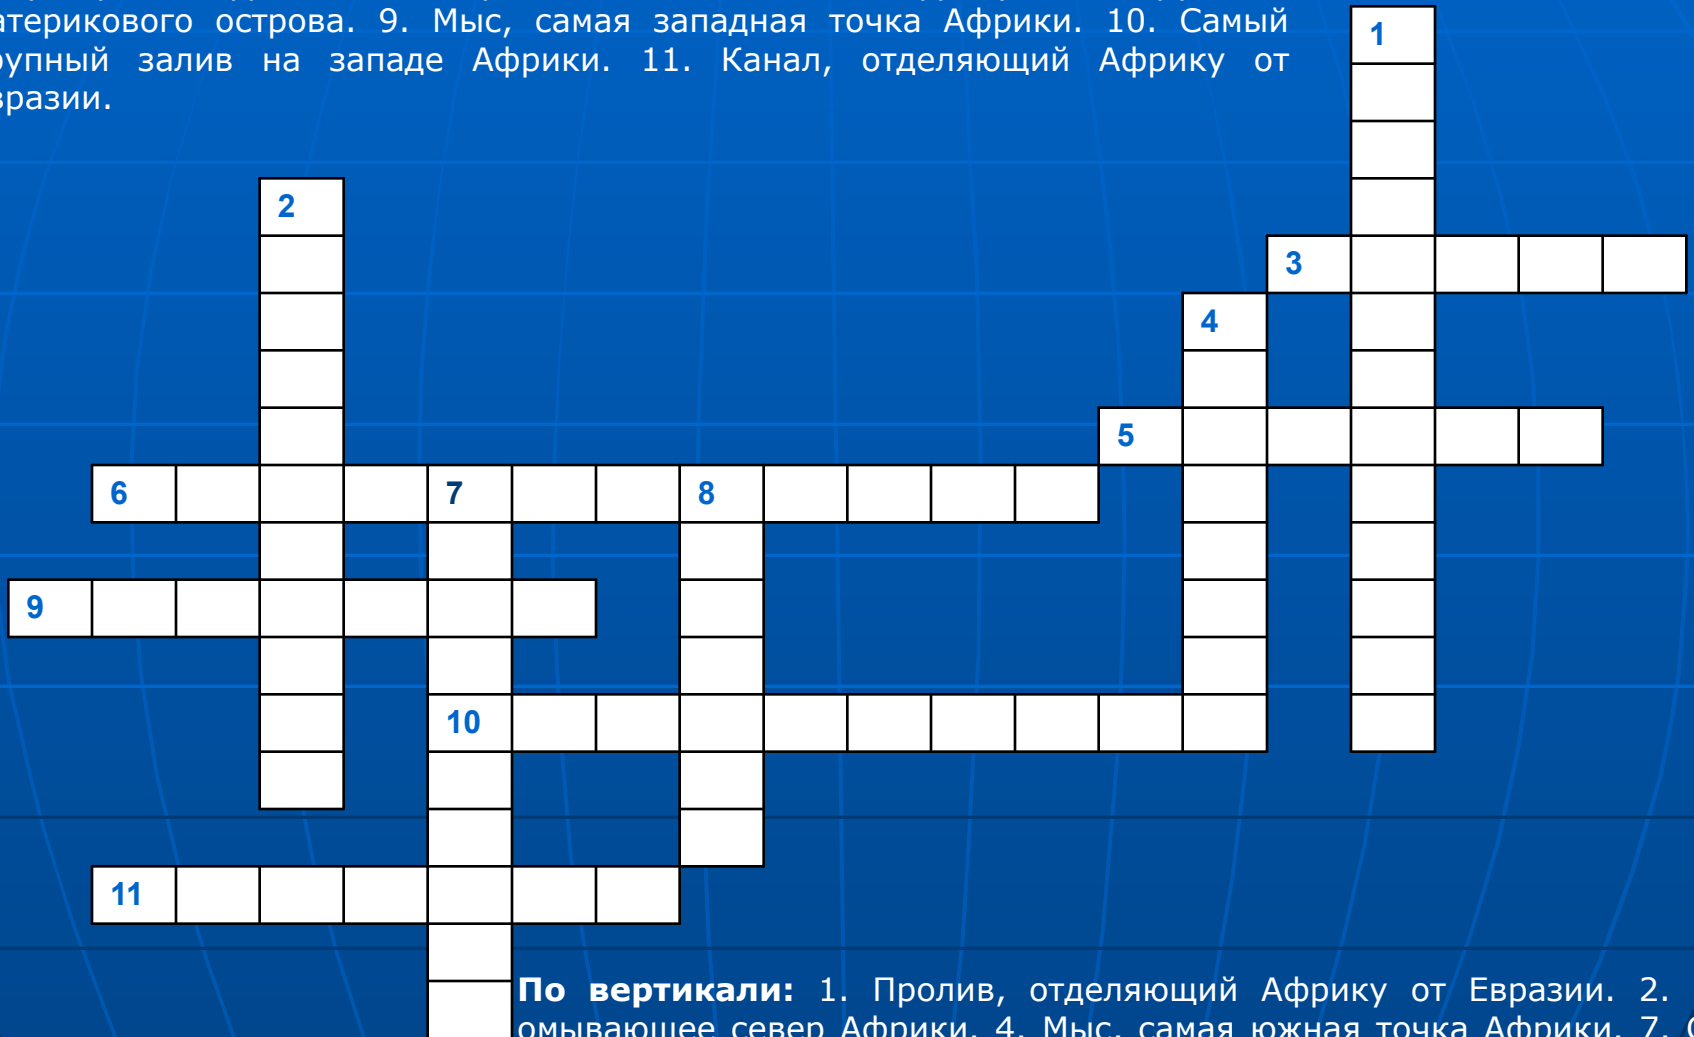 атерикового острова. 9. Мыс, самая западная точка Африки. 10. Самый
рупный залив на западе Африки. 11. Канал, отделяющий Африку от
вразии.
1
2
3
4
5
6 7 8
9
10
11
По вертикали: 1. Пролив, отделяющий Африку от Евразии. 2.
омывающее север Африки. 4. Мыс, самая южная точка Африки. 7.